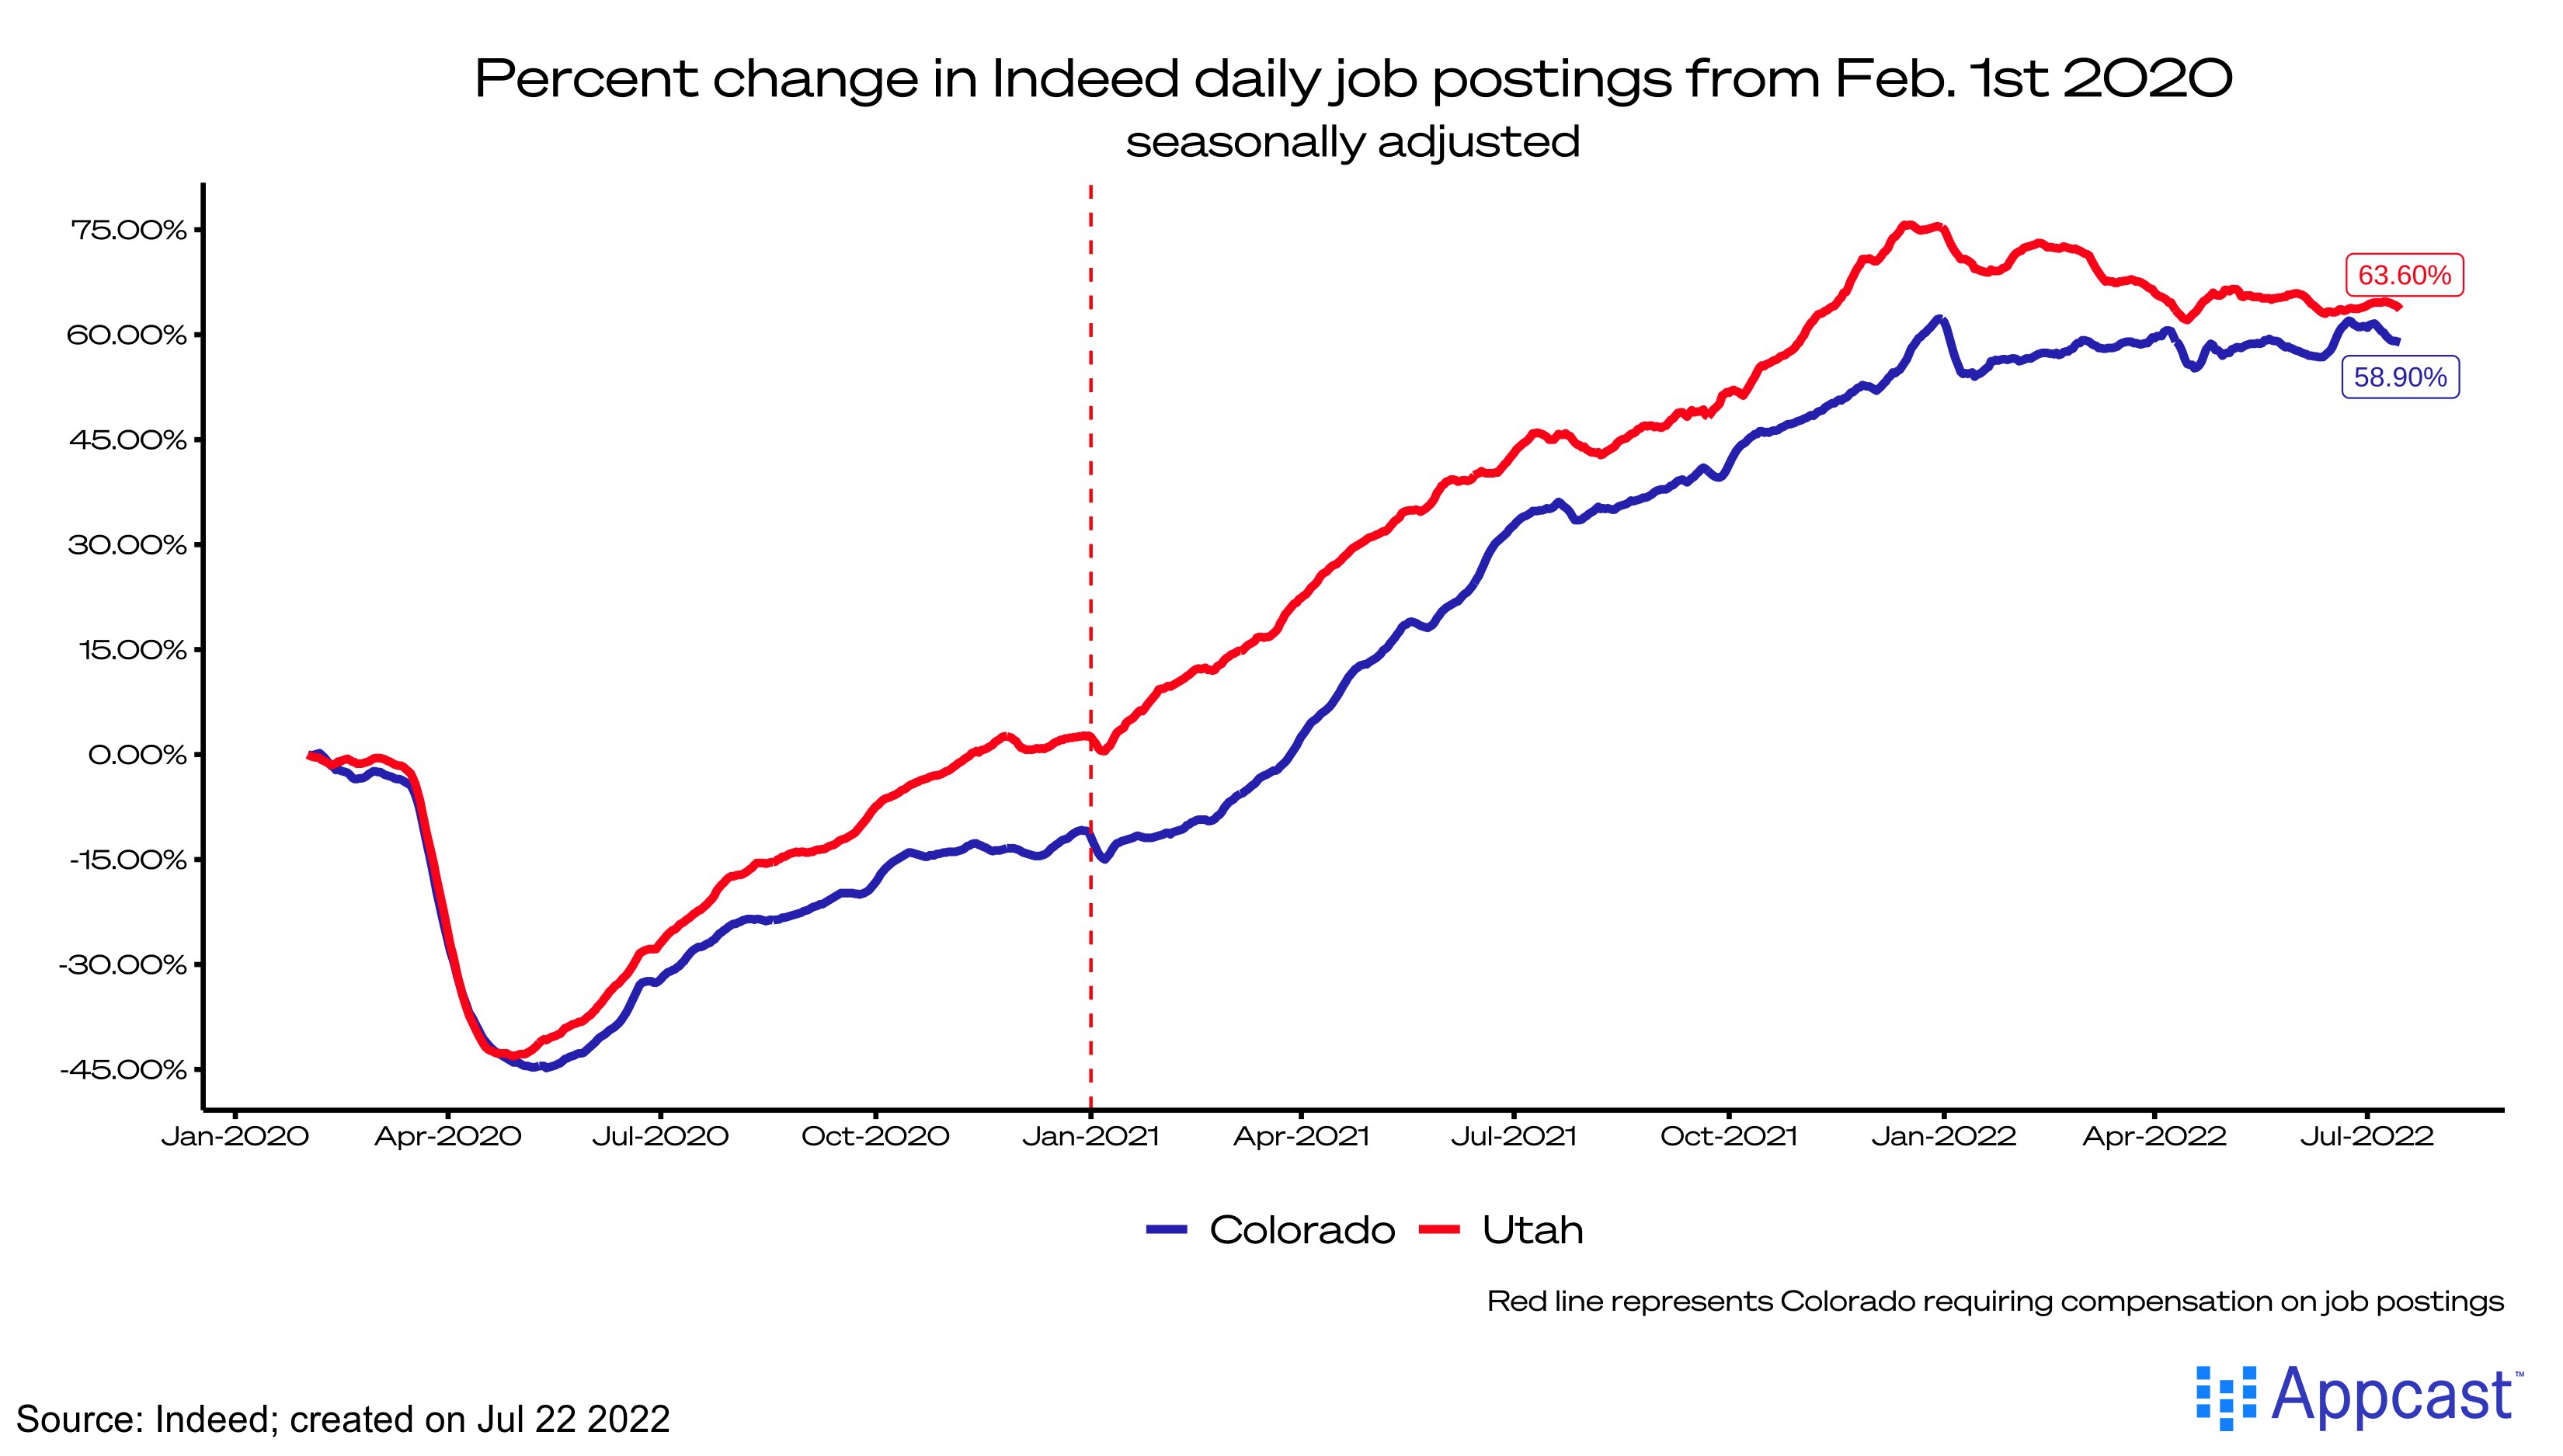 Percent change in Indeed daily job postings from Feb. 1st 2020
seasonally adjusted
75.00%
60.00%
45.00%
30.00%
15.00%
0.00%
-15.00%
-30.00%
-45.00%
63.60%
58.90%
Jan-2020 Apr-2020 Jul-2020 Oct-2020 Jan-2021 Apr-2021 Jul-2021 Oct-2021 Jan-2022 Apr-2022 Jul-2022
Colorado Utah
Red line represents Colorado requiring compensation on job postings
Appcast™
Source: Indeed; created on Jul 22 2022